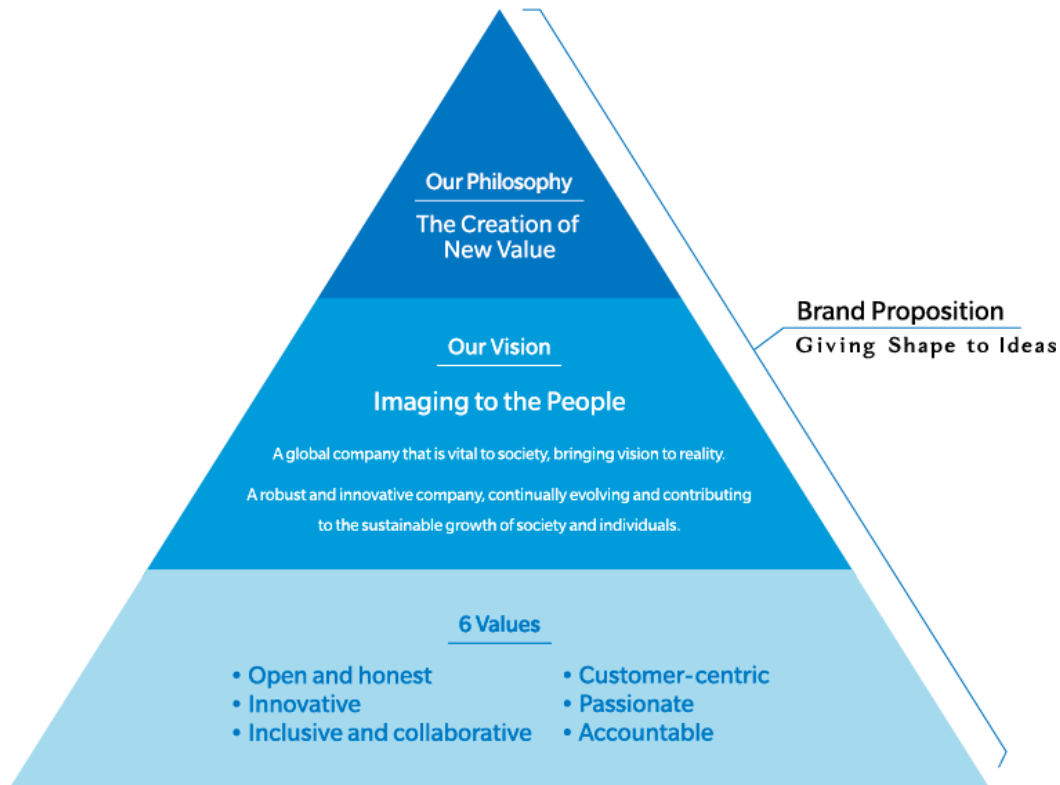 Our Philosophy
The Creation of
New Value
Our Vision
Imaging to the People
A global company that is vital to society, bringing vision to reality.
A robust and innovative company, continually evolving and contributing
to the sustainable growth of society and individuals.
6 Values
• Open and honest
• Innovative
• Inclusive and collaborative
• Customer-centric
• Passionate
• Accountable
Brand Proposition
Giving Shape to Ideas